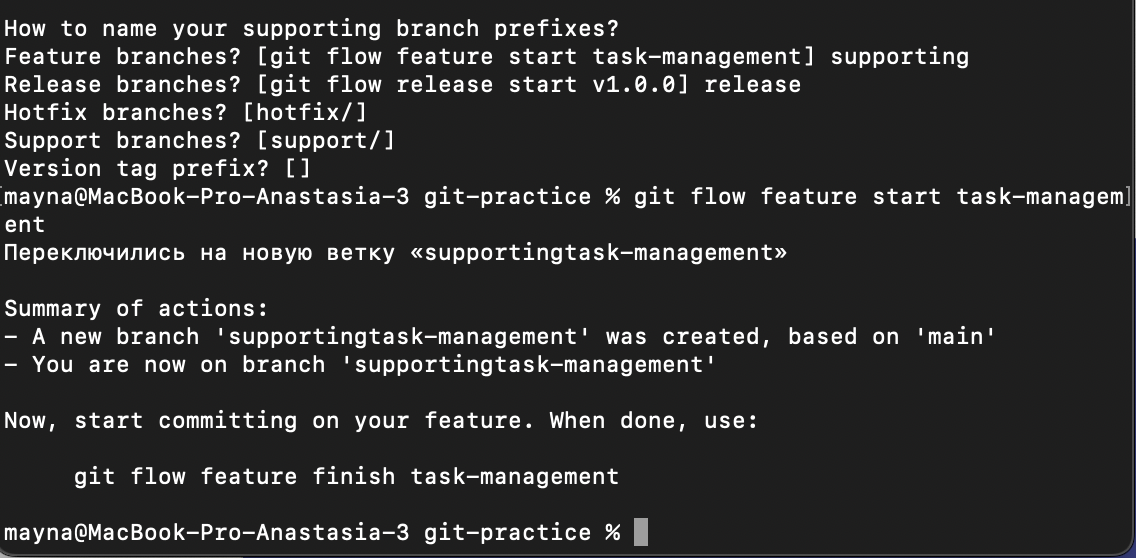 How to name your supporting branch prefixes?
Feature branches? [git flow feature start task-management] supporting
Release branches? [git flow release start v1.0.0] release
Hotfix branches? [hotfix/]
Support branches? [support/]
Version tag prefix? []
[mayna@MacBook-Pro-Anastasia-3 git-practice % git flow feature start task-managem]
ent
Переключились на новую ветку «supportingtask-management»
Summary of actions:
- A new branch 'supportingtask-management' was created, based on 'main'
- You are now on branch 'supportingtask-management'
Now, start committing on your feature. When done, use:
git flow feature finish task-management
mayna@MacBook-Pro-Anastasia-3 git-practice %